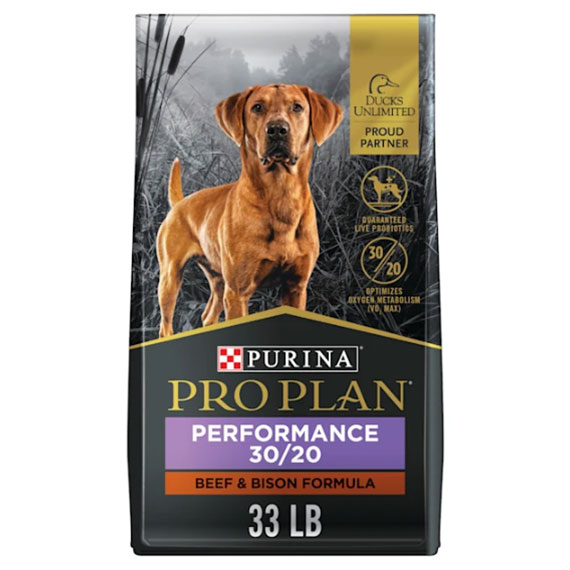 DUCKS
UNLIMITED
PROUD
PARTNER
GUARANTEED
LIVE PROBIOTICS
30/20
OPTIMIZES
OXYGEN METABOLISM
(VO₂ MAX)
PURINA
PRO PLAN®
PERFORMANCE
30/20
BEEF & BISON FORMULA
33 LB